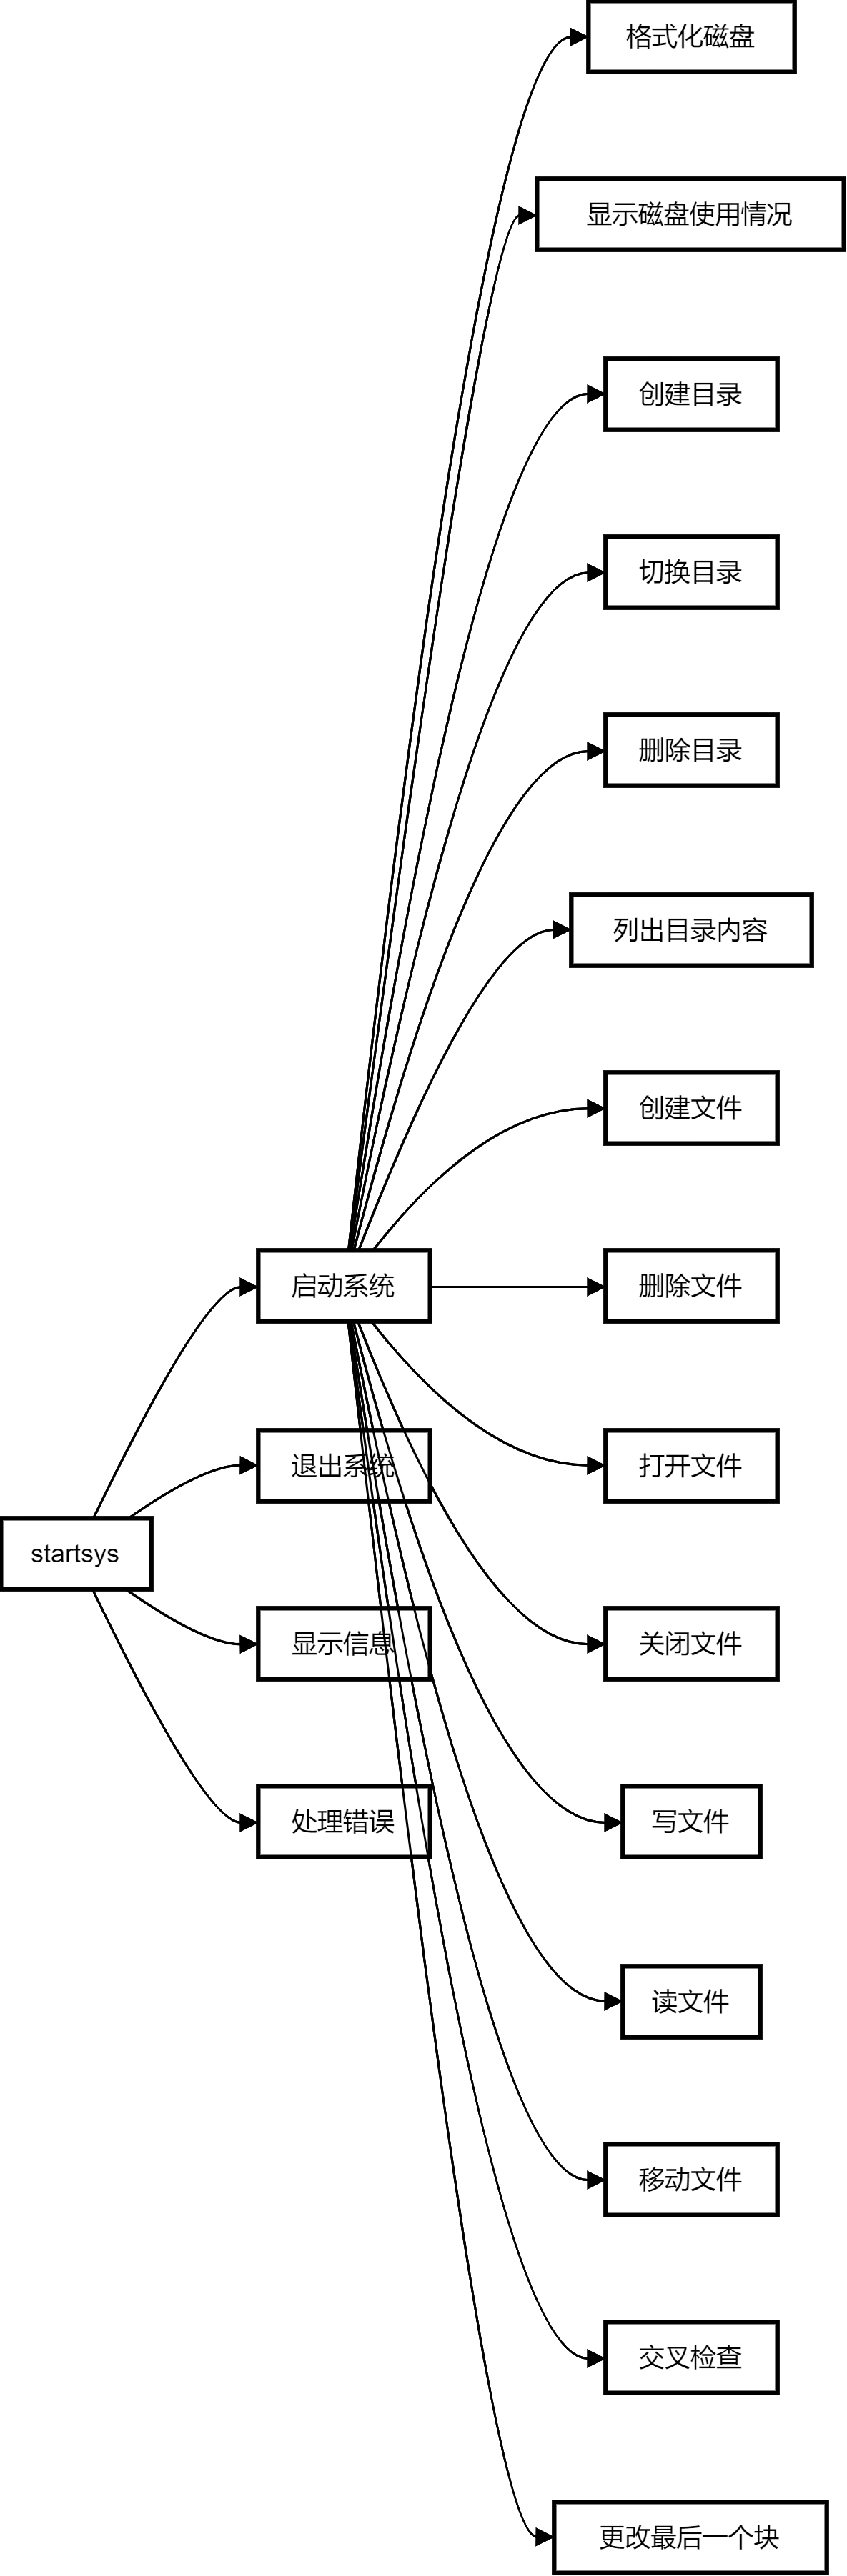 格式化磁盘
显示磁盘使用情况
创建目录
切换目录
删除目录
列出目录内容
创建文件
启动系统
删除文件
退出系统
打开文件
startsys
显示信息
关闭文件
处理错误
写文件
读文件
移动文件
交叉检查
更改最后一个块